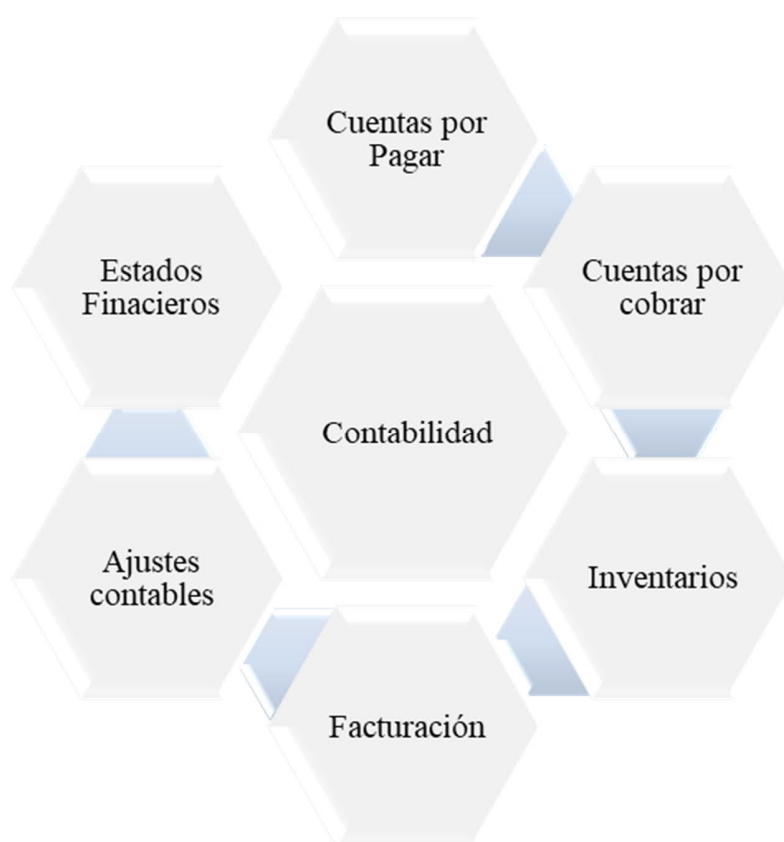 Cuentas por
Pagar
Cuentas por
cobrar
Inventarios
Facturación
Ajustes
contables
Estados
Finacieros
Contabilidad